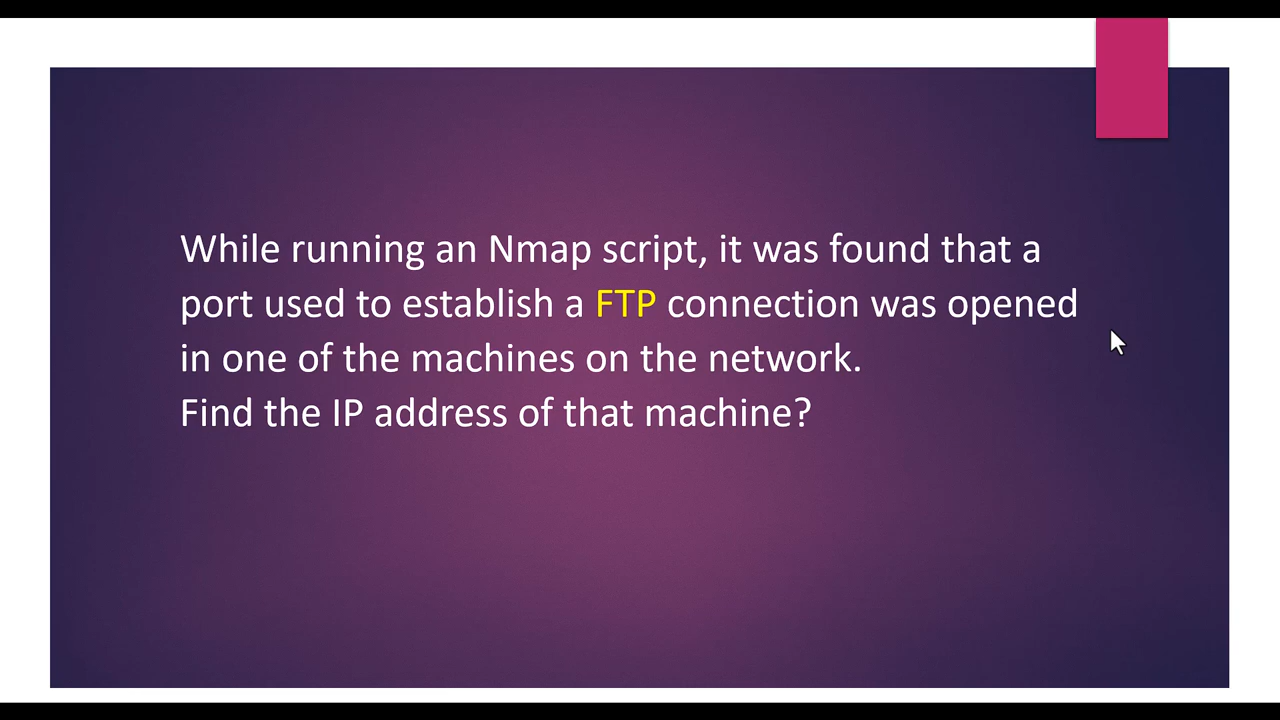 While running an Nmap script, it was found that a
port used to establish a FTP connection was opened
in one of the machines on the network.
Find the IP address of that machine?